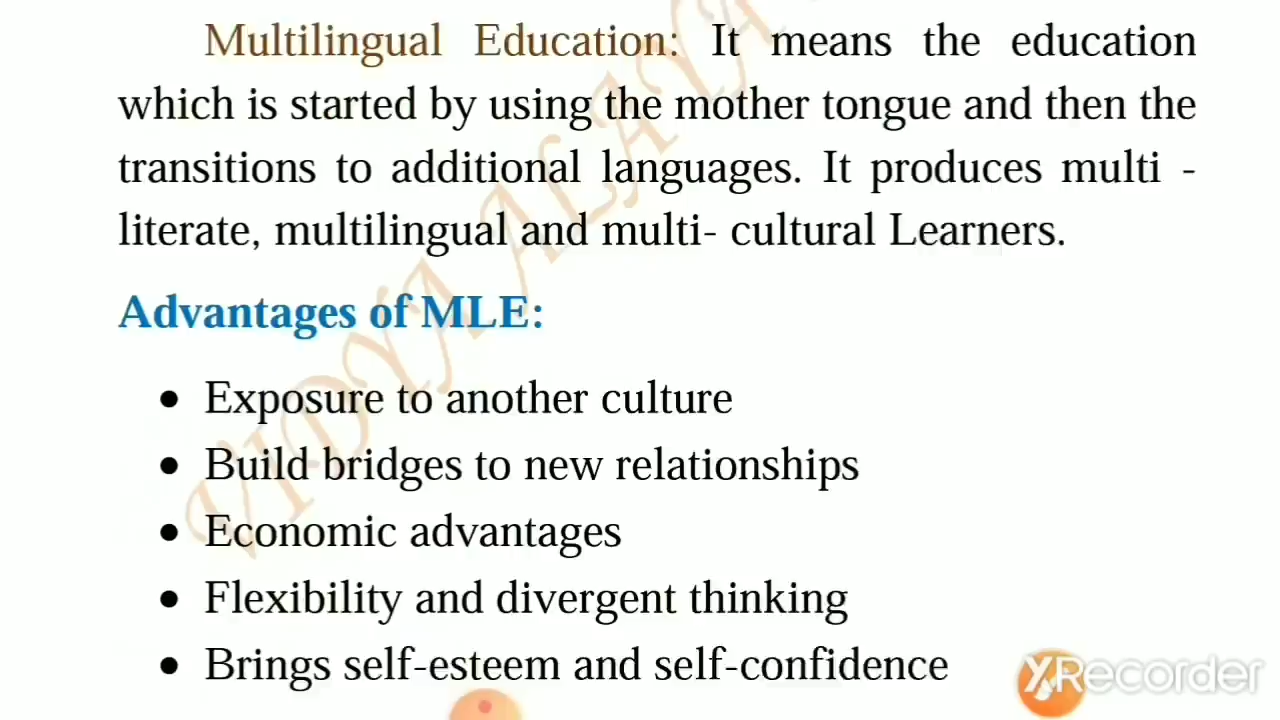 Multilingual Education: It means the education
which is started by using the mother tongue and then the
transitions to additional languages. It produces multi -
literate, multilingual and multi- cultural Learners.
Advantages of MLE:
• Exposure to another culture
• Build bridges to new relationships
• Economic advantages
• Flexibility and divergent thinking
• Brings self-esteem and self-confidence
VIDYA ALAYA
XRecorder